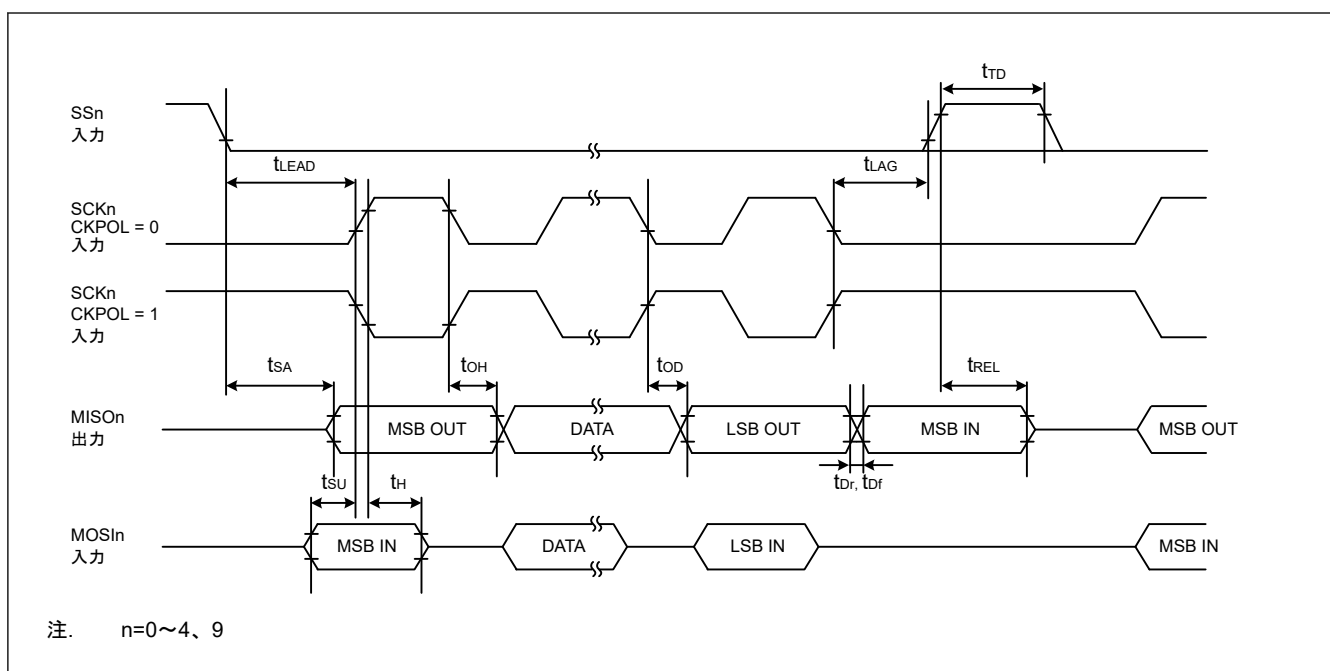 tTD
SSn
入力
tLEAD
tLAG
SCKn
CKPOL = 0
入力
SCKn
CKPOL = 1
入力
tSA
tOH
tOD
tREL
MISOn
出力
MSB OUT
DATA
LSB OUT
MSB IN
MSB OUT
tSU
tH
tDr, tDf
MOSIn
入力
MSB IN
DATA
LSB IN
MSB IN
注. n=0～4、9